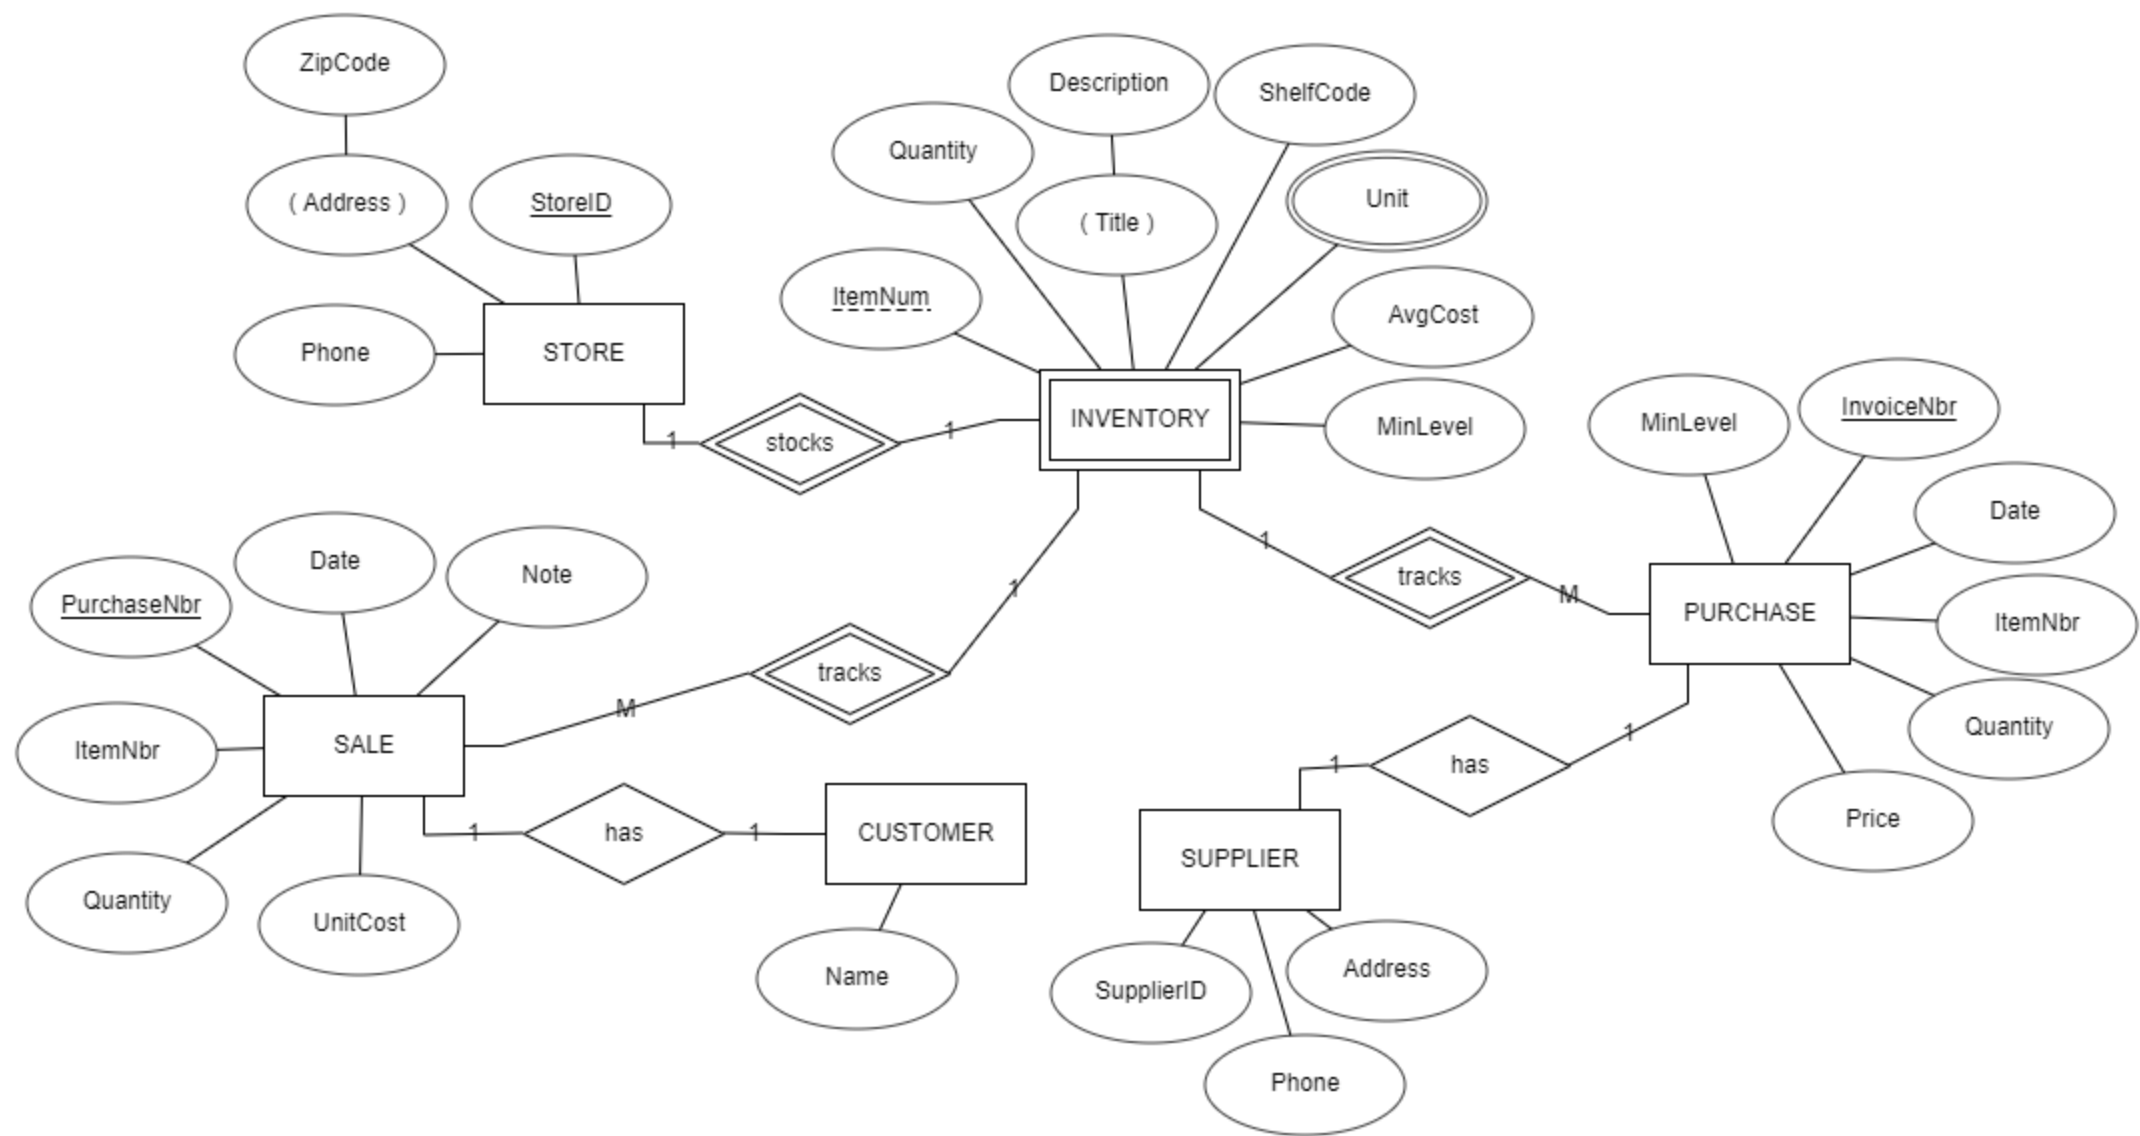 ZipCode
Description
ShelfCode
Quantity
( Address )
StoreID
( Title )
Unit
ItemNum
AvgCost
Phone
STORE
INVENTORY
MinLevel
MinLevel
InvoiceNbr
1
stocks
1
Date
1
tracks
M
PURCHASE
ItemNbr
Date
Note
PurchaseNbr
1
tracks
M
Quantity
ItemNbr
SALE
1
has
1
Price
1
has
1
CUSTOMER
SUPPLIER
Quantity
UnitCost
Name
SupplierID
Address
Phone